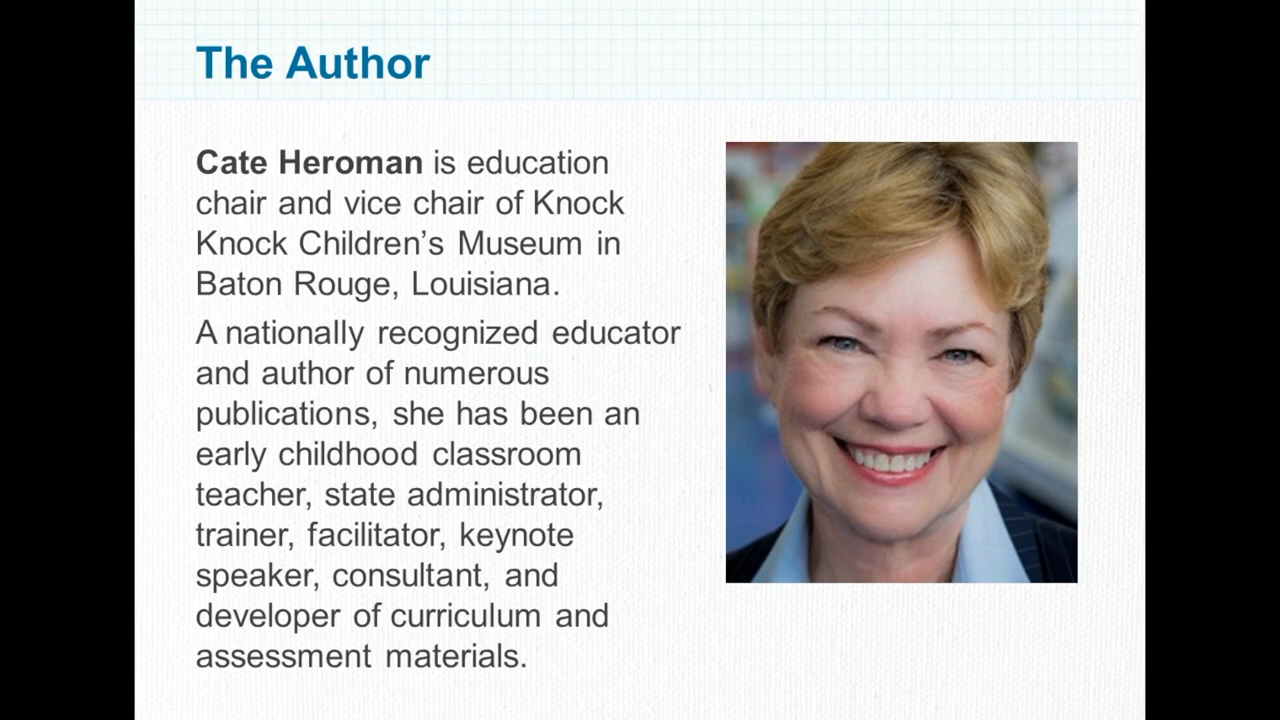 The Author
Cate Heroman is education
chair and vice chair of Knock
Knock Children’s Museum in
Baton Rouge, Louisiana.
A nationally recognized educator
and author of numerous
publications, she has been an
early childhood classroom
teacher, state administrator,
trainer, facilitator, keynote
speaker, consultant, and
developer of curriculum and
assessment materials.